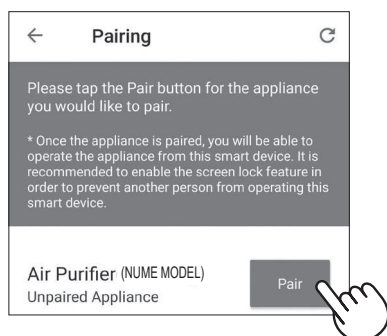 Pairing
Please tap the Pair button for the appliance
you would like to pair.
* Once the appliance is paired, you will be able to
operate the appliance from this smart device. It is
recommended to enable the screen lock feature in
order to prevent another person from operating this
smart device.
Air Purifier (NUME MODEL)
Pair
Unpaired Appliance